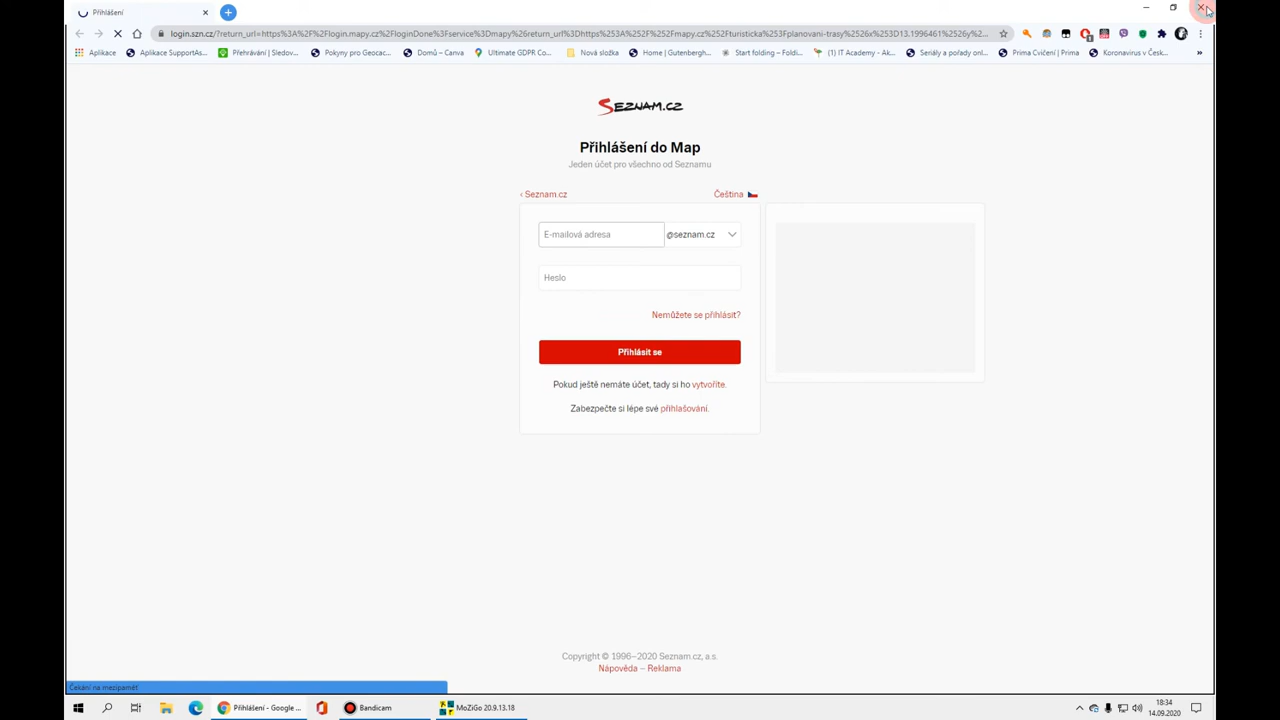 Přihlášení
login.szn.cz/?return_url=https%3A%2F%2Flogin.mapy.cz%2FloginDone%3Fservice%3Dmapy%26return_url%3Dhttps%253A%252F%252Fmapy.cz%252Fturisticka%253Fplanovani-trasy%2526x%253D13.1996461%2526y%...
Aplikace
Aplikace SupportAs...
Přehrávání | Sledov...
Pokyny pro Geocac...
Domů – Canva
Ultimate GDPR Co...
Nová složka
Home | Gutenbergh...
Start folding – Foldi...
(1) IT Academy - Ak...
Seriály a pořady onl...
Prima Cvičení | Prima
Koronavirus v Česk...
»
SEZNAM.CZ
Přihlášení do Map
Jeden účet pro všechno od Seznamu
‹ Seznam.cz
Čeština
E-mailová adresa
@seznam.cz
Heslo
Nemůžete se přihlásit?
Přihlásit se
Pokud ještě nemáte účet, tady si ho vytvořte.
Zabezpečte si lépe své přihlašování.
Copyright © 1996–2020 Seznam.cz, a.s.
Nápověda – Reklama
Čekání na mezipaměť
Přihlášení - Google ...
Bandicam
MoZiGo 20.9.13.18
18:34
14.09.2020